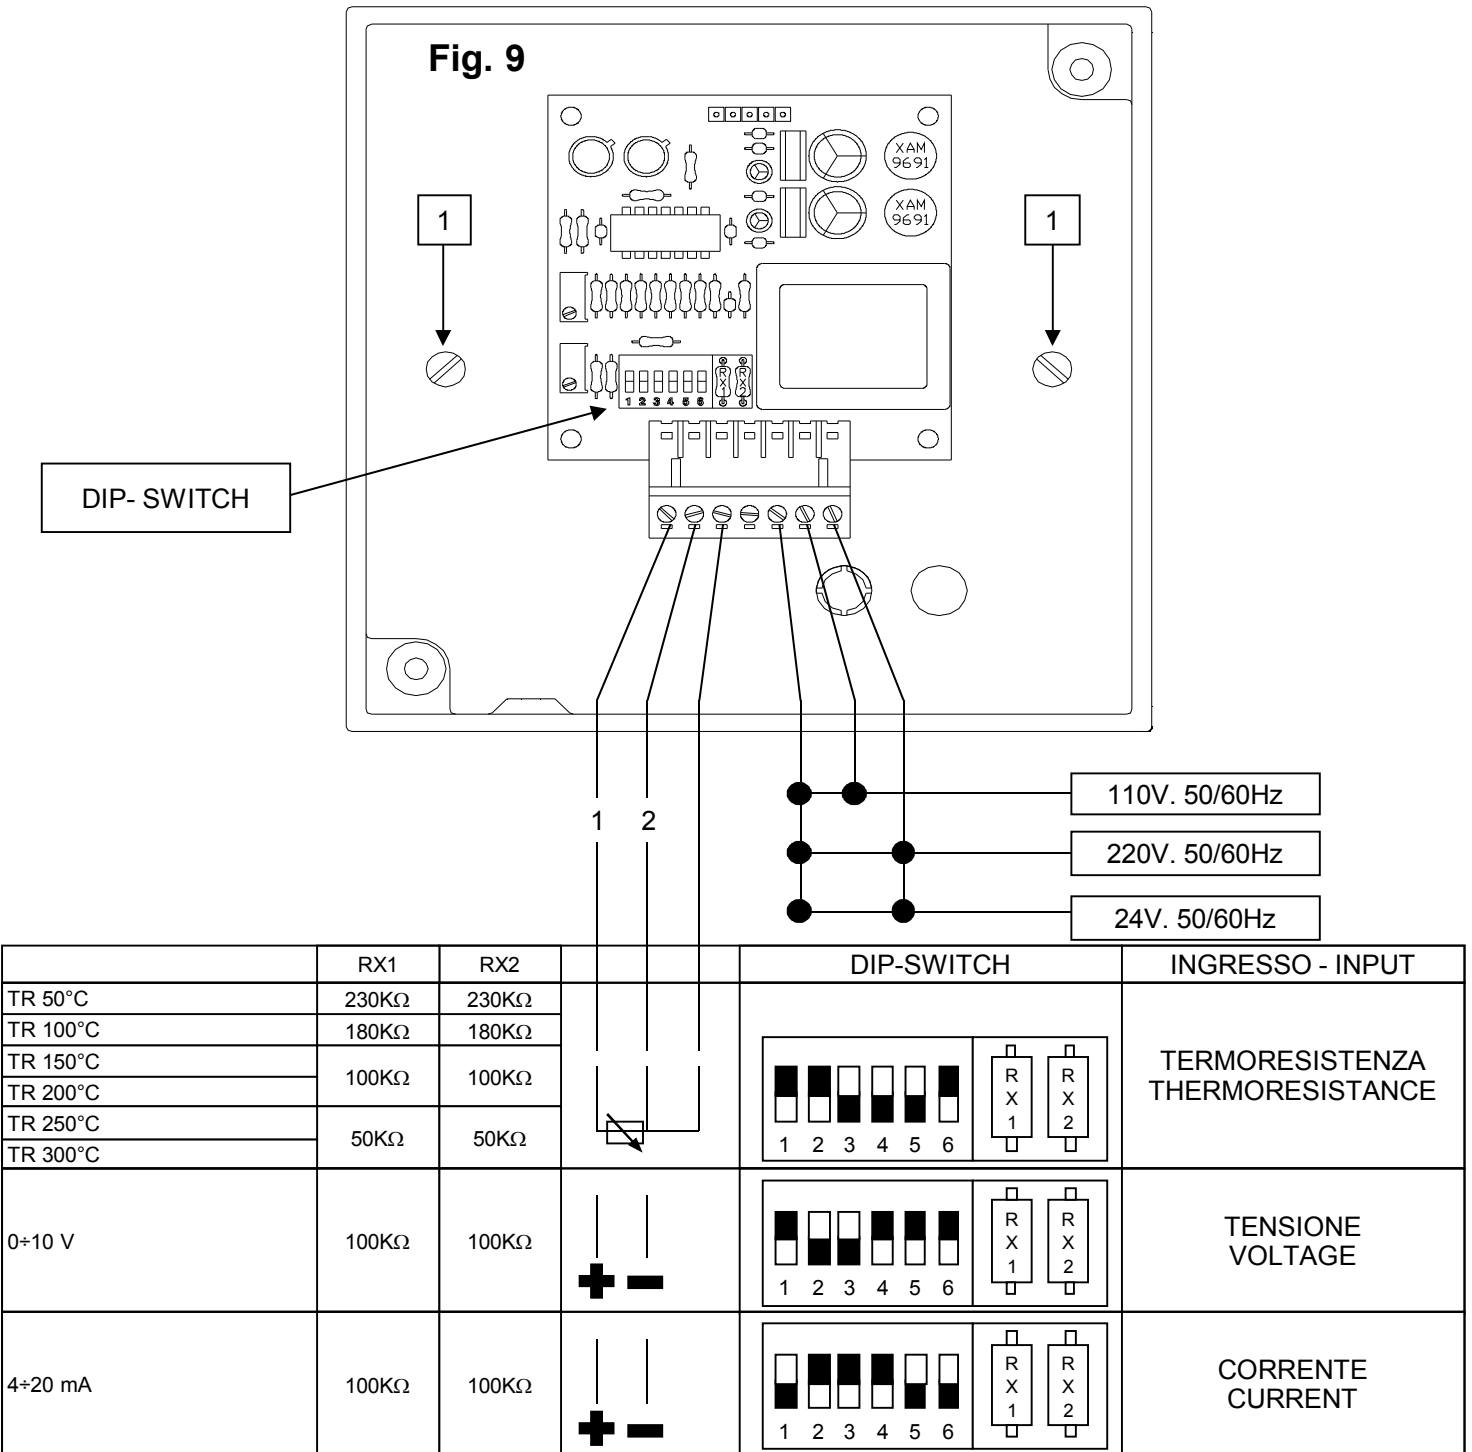 Fig. 9
XAM
9691
XAM
9691
1
1
RX1
RX2
1 2 3 4 5 6
DIP- SWITCH
110V. 50/60Hz
1 2
220V. 50/60Hz
24V. 50/60Hz
RX1 RX2 DIP-SWITCH INGRESSO - INPUT
TR 50°C 230KΩ 230KΩ
TR 100°C 180KΩ 180KΩ
TR 150°C
100KΩ 100KΩ
TR 200°C
TR 250°C
50KΩ 50KΩ
TR 300°C
1 2 3 4 5 6
RX1
RX2
TERMORESISTENZA
THERMORESISTANCE
0÷10 V 100KΩ 100KΩ
+ −
1 2 3 4 5 6
RX1
RX2
TENSIONE
VOLTAGE
4÷20 mA 100KΩ 100KΩ
+ −
1 2 3 4 5 6
RX1
RX2
CORRENTE
CURRENT